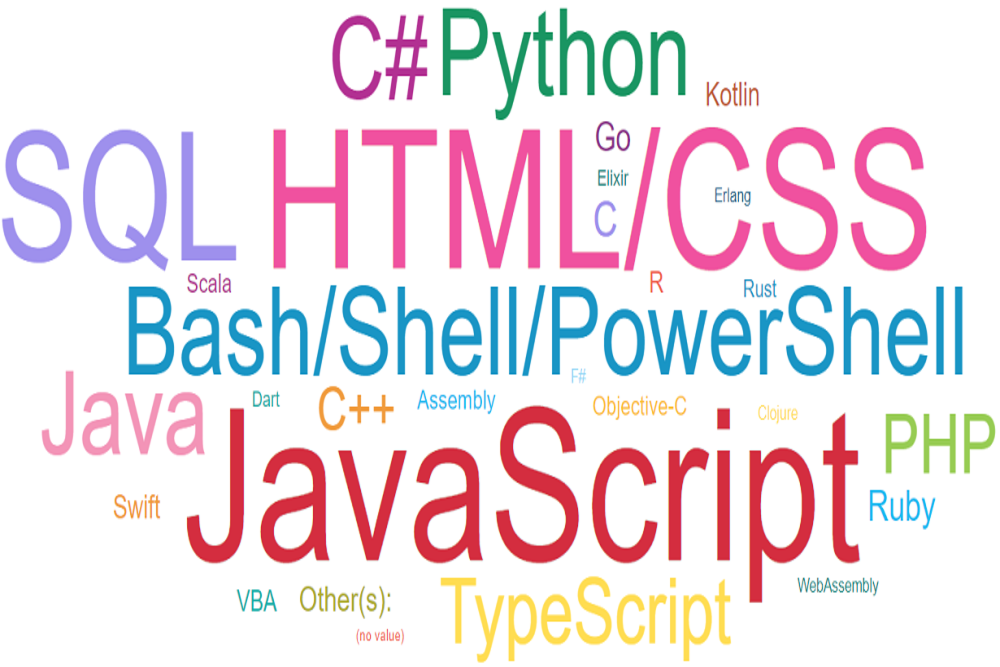 C# Python
Kotlin
Go
SQL HTML/CSS
Elixir
Erlang
C
Scala
R
Rust
Bash/Shell/PowerShell
F#
Java
Dart
C++
Assembly
Objective-C
Clojure
JavaScript
PHP
Swift
Ruby
WebAssembly
VBA
Other(s):
TypeScript
(no value)